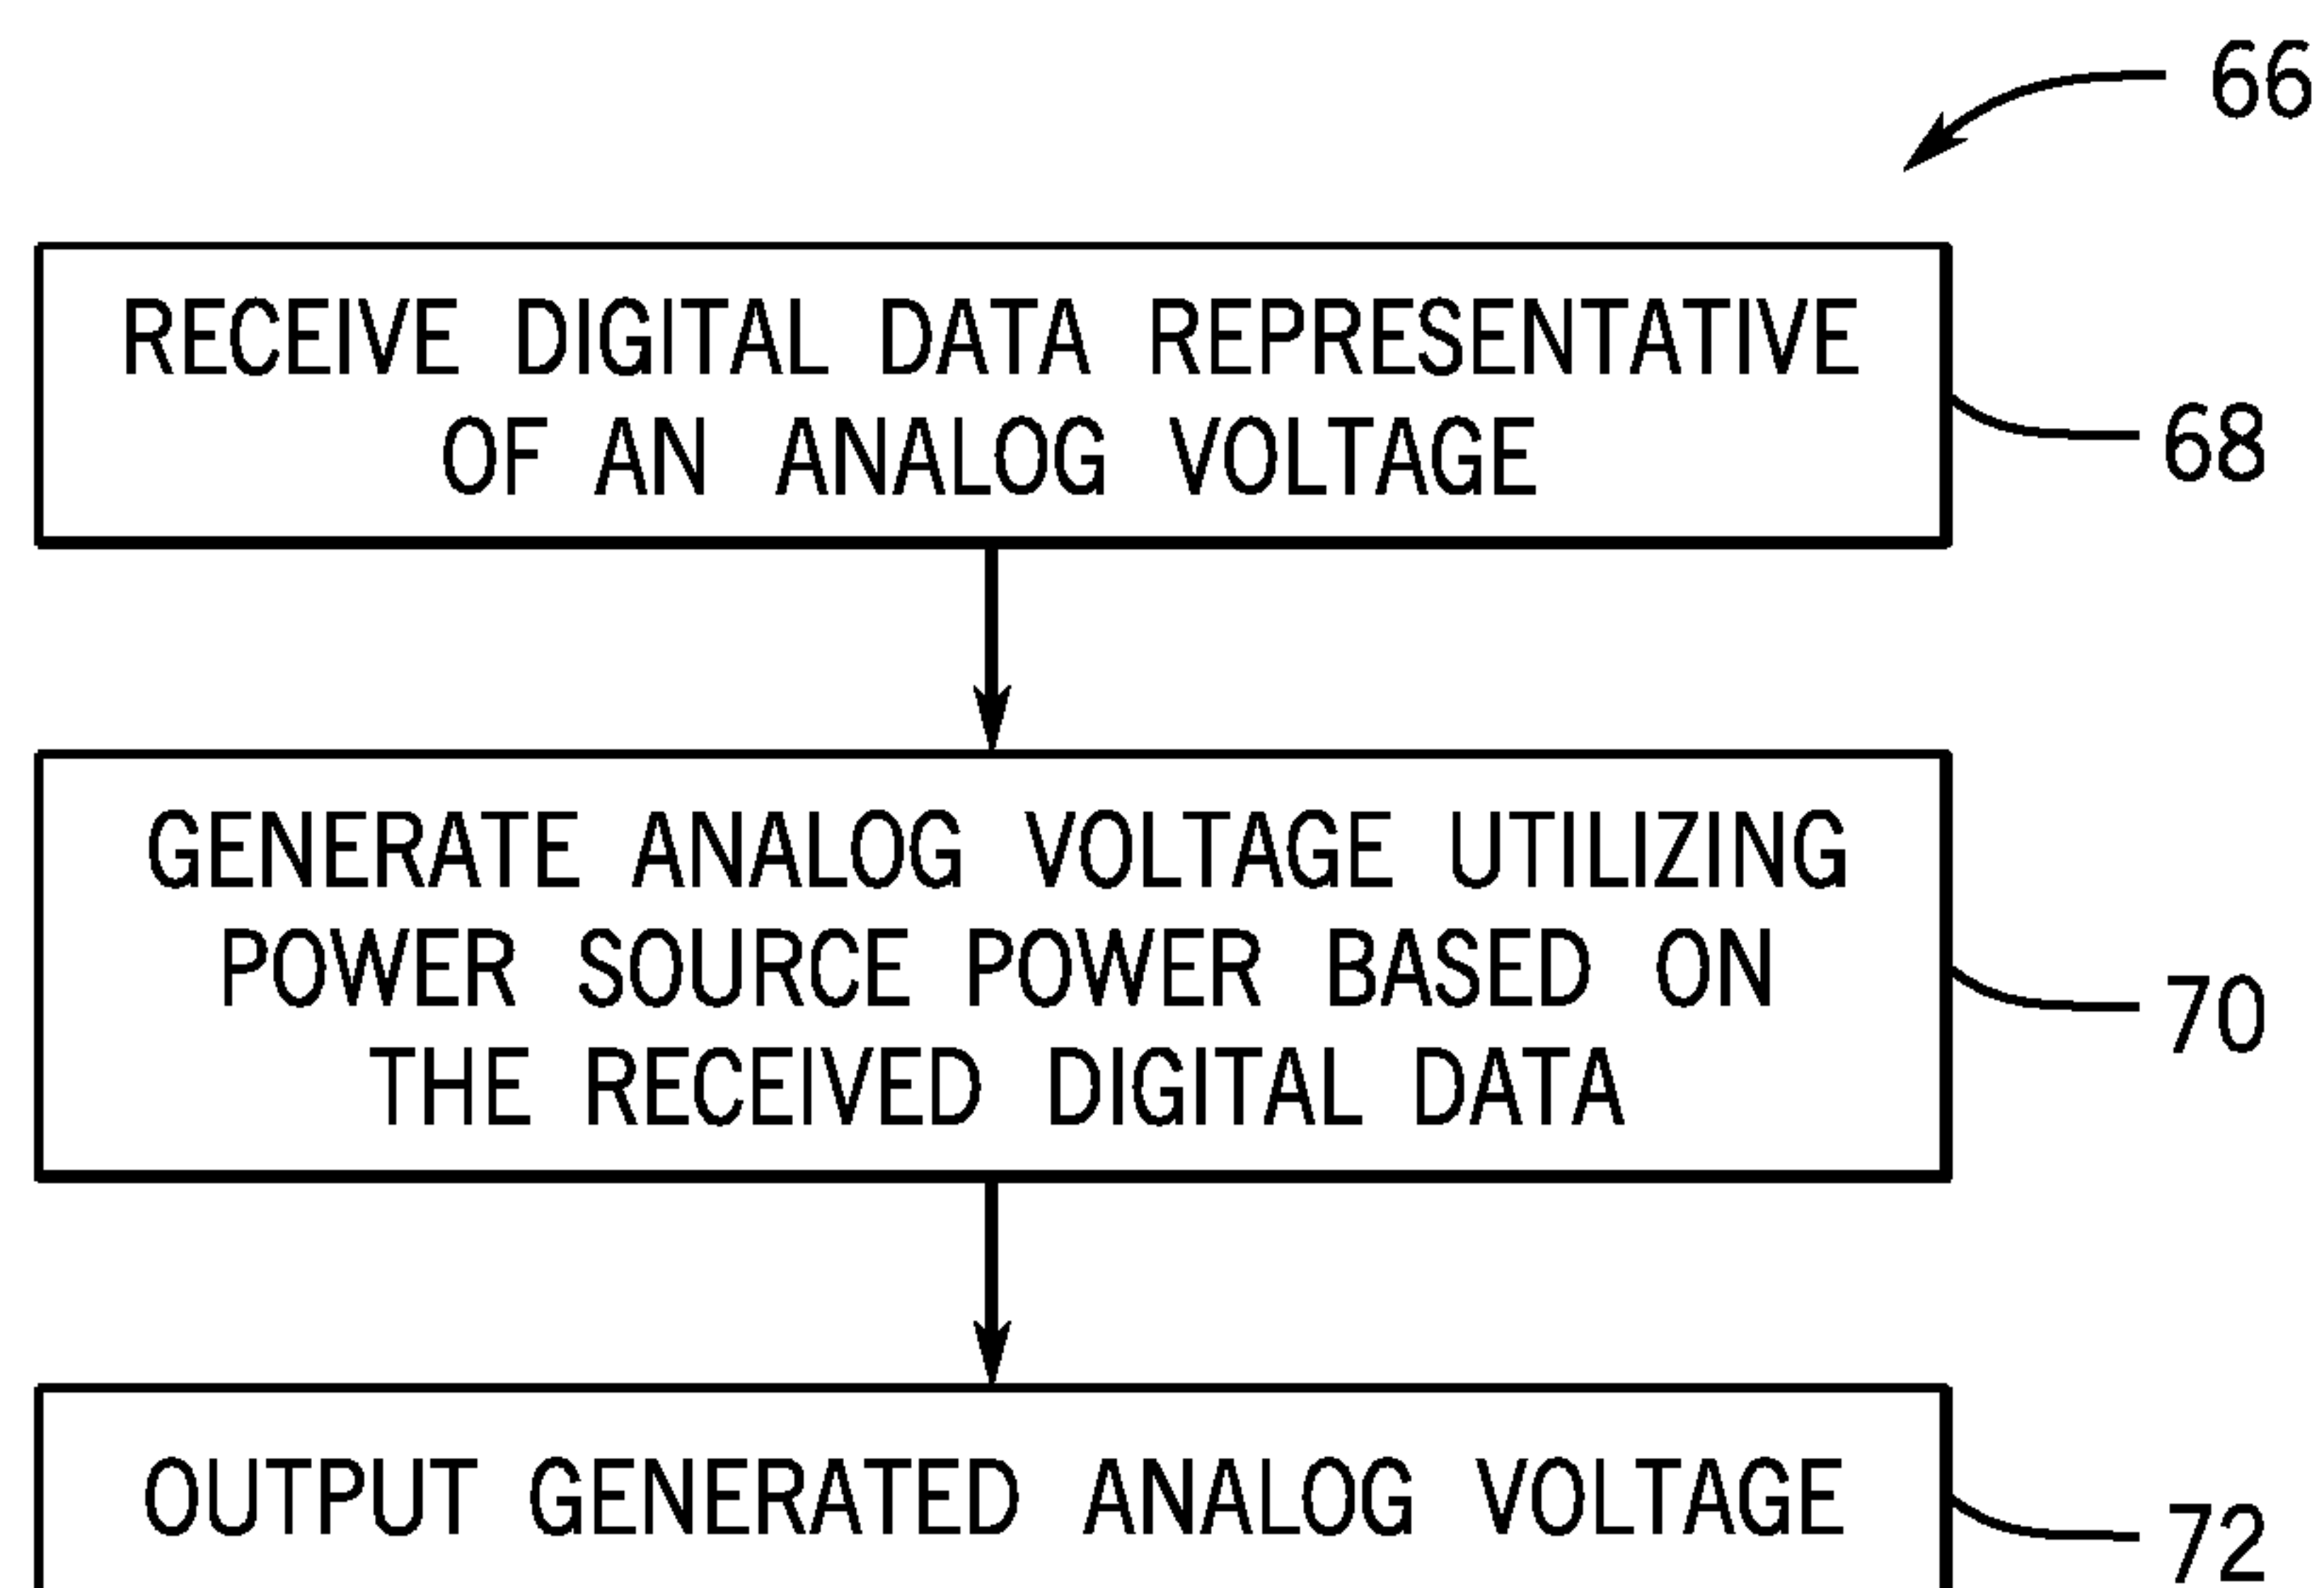 66
RECEIVE DIGITAL DATA REPRESENTATIVE
OF AN ANALOG VOLTAGE
68
GENERATE ANALOG VOLTAGE UTILIZING
POWER SOURCE POWER BASED ON
THE RECEIVED DIGITAL DATA
70
OUTPUT GENERATED ANALOG VOLTAGE
72